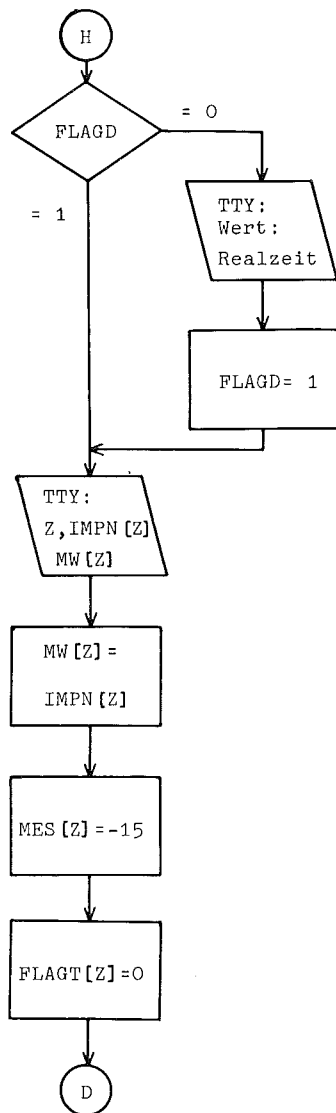 H
FLAGD
= 0
= 1
TTY:
Wert:
Realzeit
FLAGD= 1
TTY:
Z,IMPN[Z]
MW[Z]
MW[Z]=
IMPN[Z]
MES[Z]=-15
FLAGT[Z]=0
D